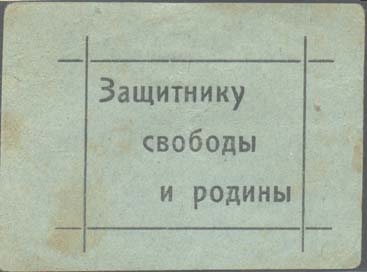 Защитнику
свободы
и родины